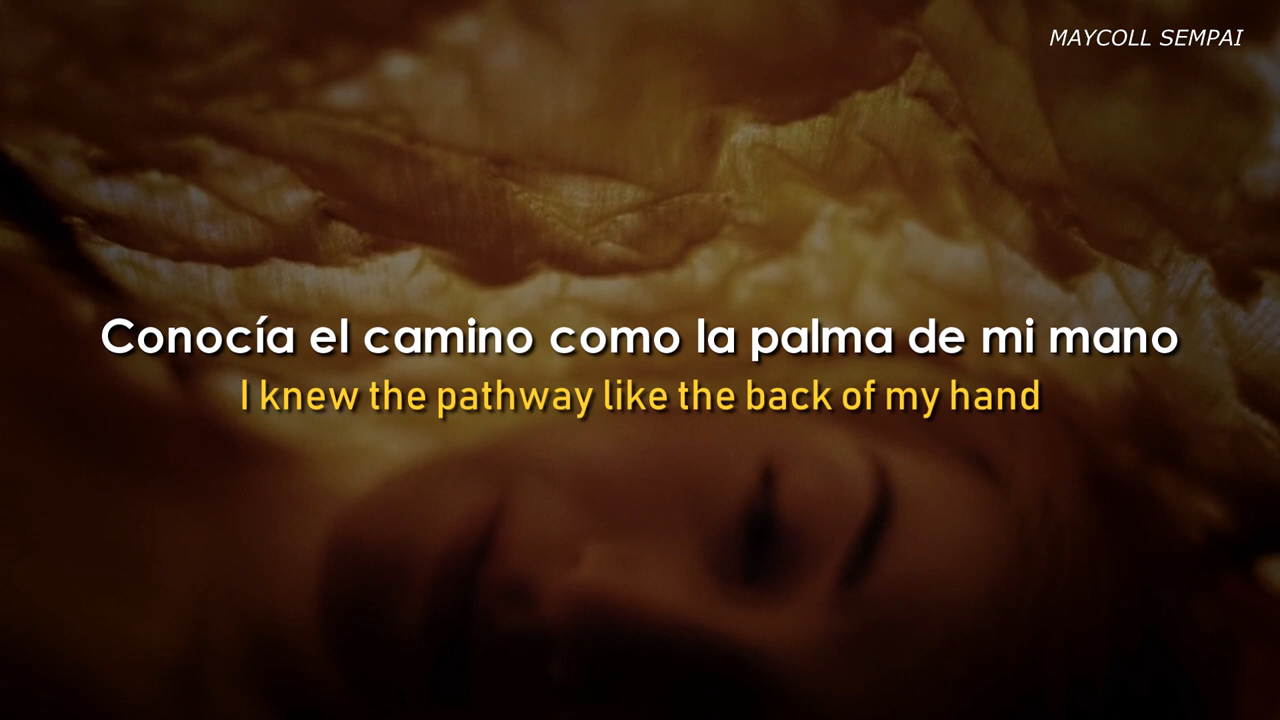 MAYCOLL SEMPAI
Conocía el camino como la palma de mi mano
I knew the pathway like the back of my hand